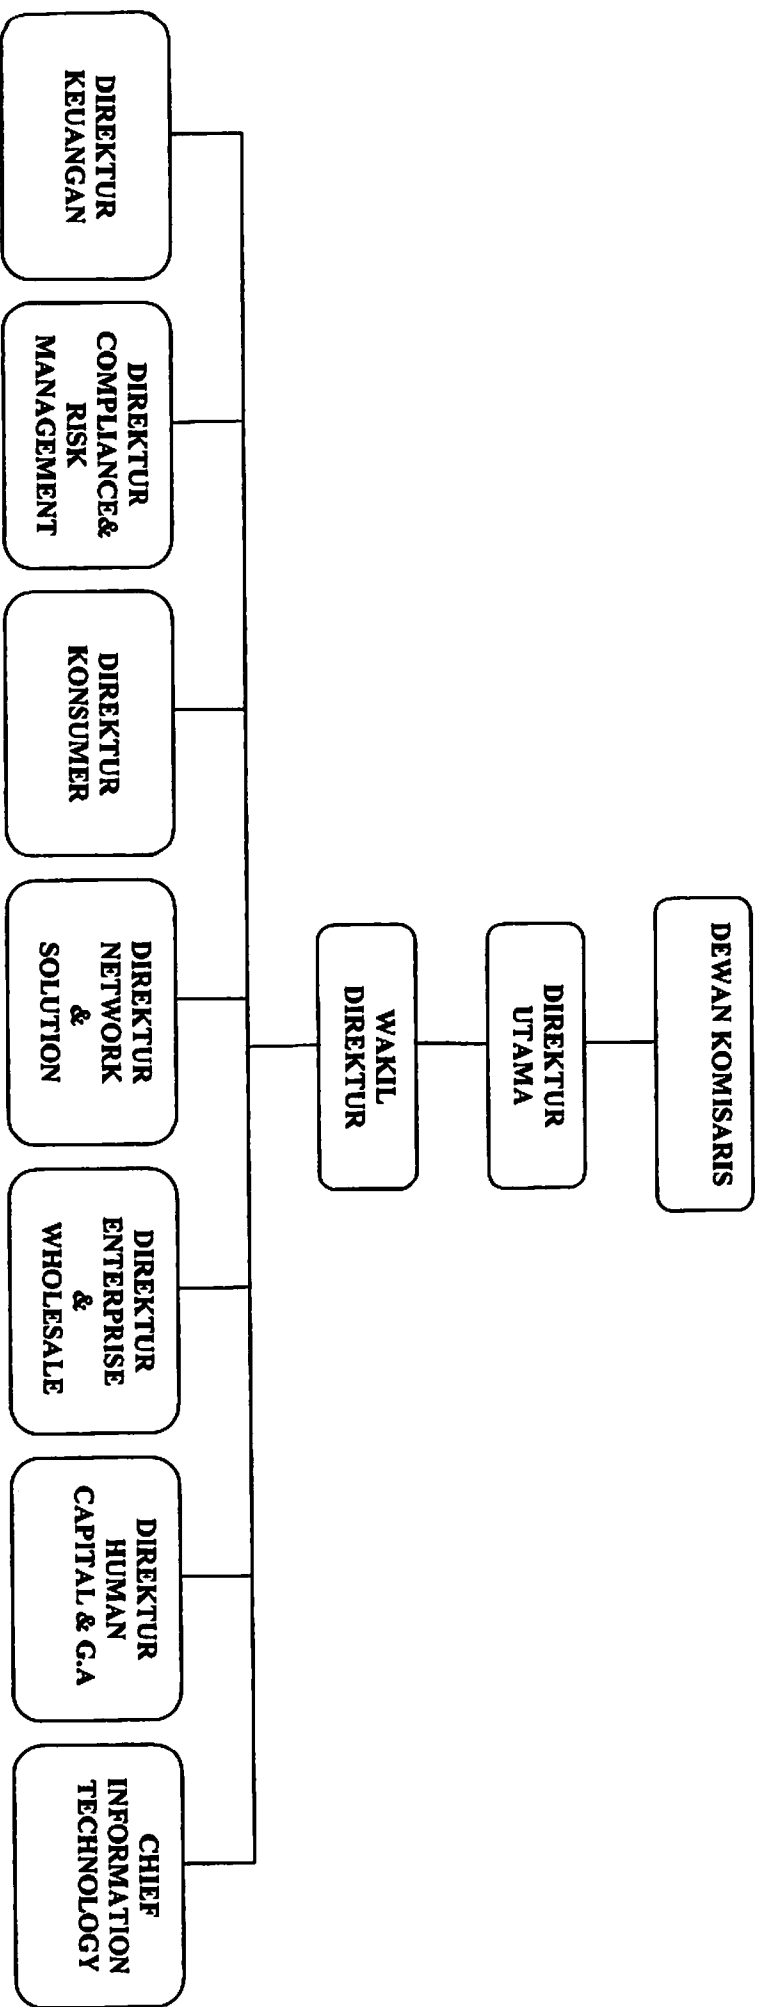 DEWAN KOMISARIS
DIREKTUR
UTAMA
WAKIL
DIREKTUR
DIREKTUR
KEUANGAN
DIREKTUR
COMPLIANCE&
RISK
MANAGEMENT
DIREKTUR
KONSUMER
DIREKTUR
NETWORK
&
SOLUTION
DIREKTUR
ENTERPRISE
&
WHOLESALE
DIREKTUR
HUMAN
CAPITAL & G.A
CHIEF
INFORMATION
TECHNOLOGY